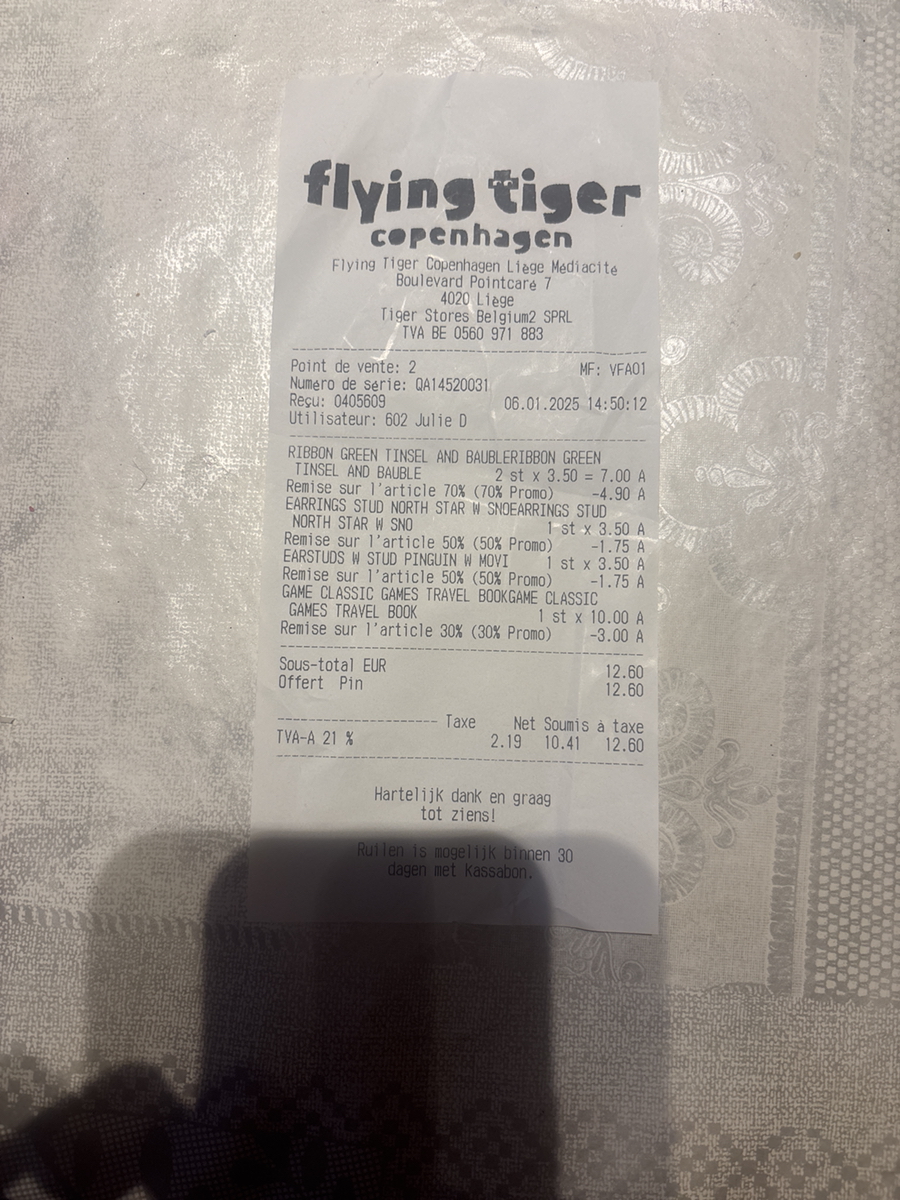 flying tiger
copenhagen
Flying Tiger Copenhagen Liège Médiacité
Boulevard Pointcaré 7
4020 Liège
Tiger Stores Belgium2 SPRL
TVA BE 0560 971 883
Point de vente: 2 MF: VFA01
Numéro de série: QA14520031
Reçu: 0405609 06.01.2025 14:50:12
Utilisateur: 602 Julie D
RIBBON GREEN TINSEL AND BAUBLERIBBON GREEN
TINSEL AND BAUBLE 2 st x 3.50 = 7.00 A
Remise sur l'article 70% (70% Promo) -4.90 A
EARRINGS STUD NORTH STAR W SNOEARRINGS STUD
NORTH STAR W SNO 1 st x 3.50 A
Remise sur l'article 50% (50% Promo) -1.75 A
EARSTUDS W STUD PINGUIN W MOVI 1 st x 3.50 A
Remise sur l'article 50% (50% Promo) -1.75 A
GAME CLASSIC GAMES TRAVEL BOOKGAME CLASSIC
GAMES TRAVEL BOOK 1 st x 10.00 A
Remise sur l'article 30% (30% Promo) -3.00 A
Sous-total EUR 12.60
Offert Pin 12.60
Taxe Net Soumis à taxe
TVA-A 21 % 2.19 10.41 12.60
Hartelijk dank en graag
tot ziens!
Ruilen is mogelijk binnen 30
dagen met Kassabon.